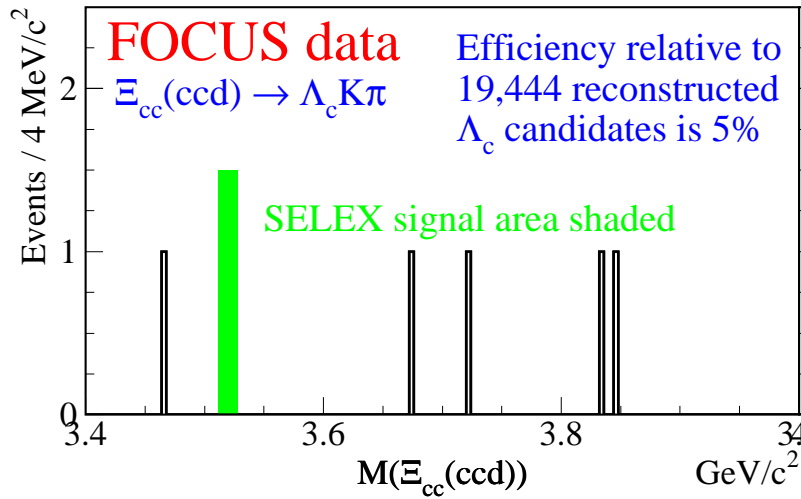 FOCUS data
Ξcc(ccd) → ΛcKπ
Efficiency relative to
19,444 reconstructed
Λc candidates is 5%
SELEX signal area shaded
Events / 4 MeV/c²
2
1
0
3.4 3.6 3.8 34
M(Ξcc(ccd)) GeV/c²